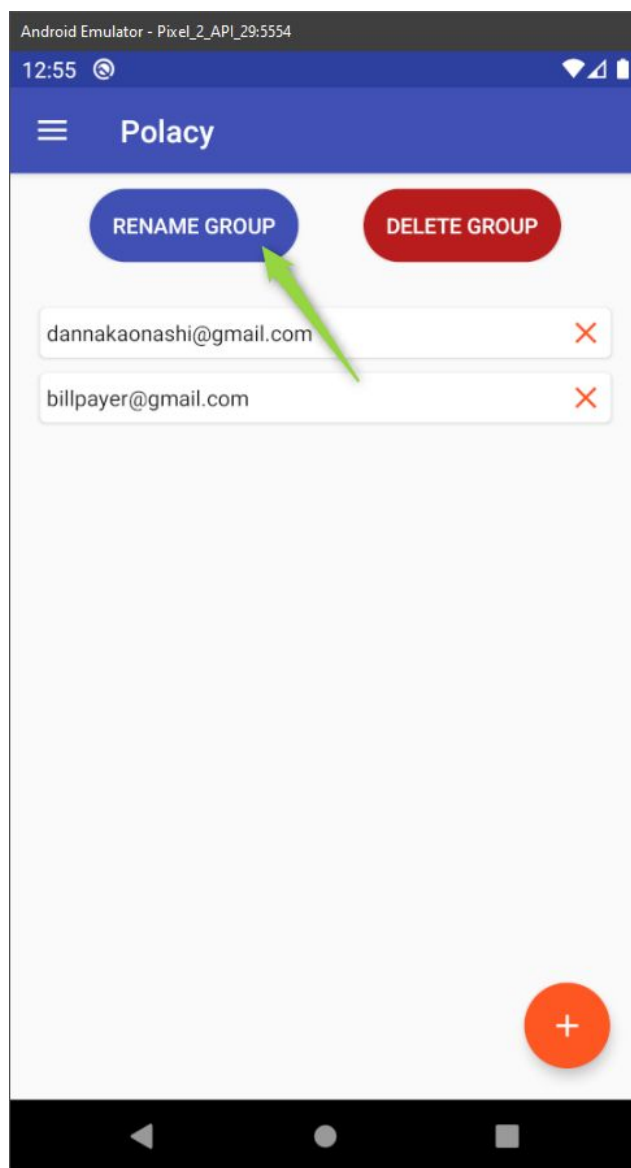 Android Emulator - Pixel_2_API_29:5554
12:55
Polacy
RENAME GROUP
DELETE GROUP
dannakaonashi@gmail.com
billpayer@gmail.com